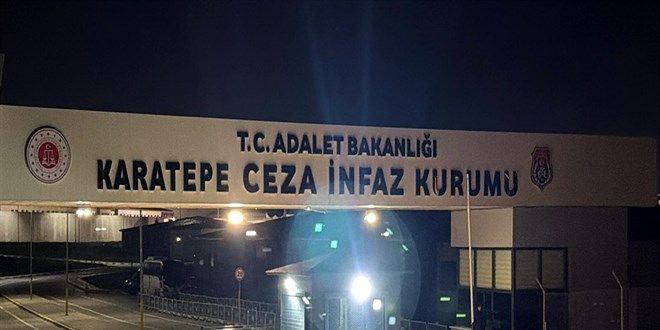 T.C. ADALET BAKANLIĞI
KARATEPE CEZA İNFAZ KURUMU